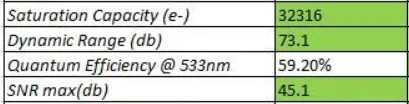 Saturation Capacity (e-) 32316
Dynamic Range (db) 73.1
Quantum Efficiency @ 533nm 59.20%
SNR max(db) 45.1